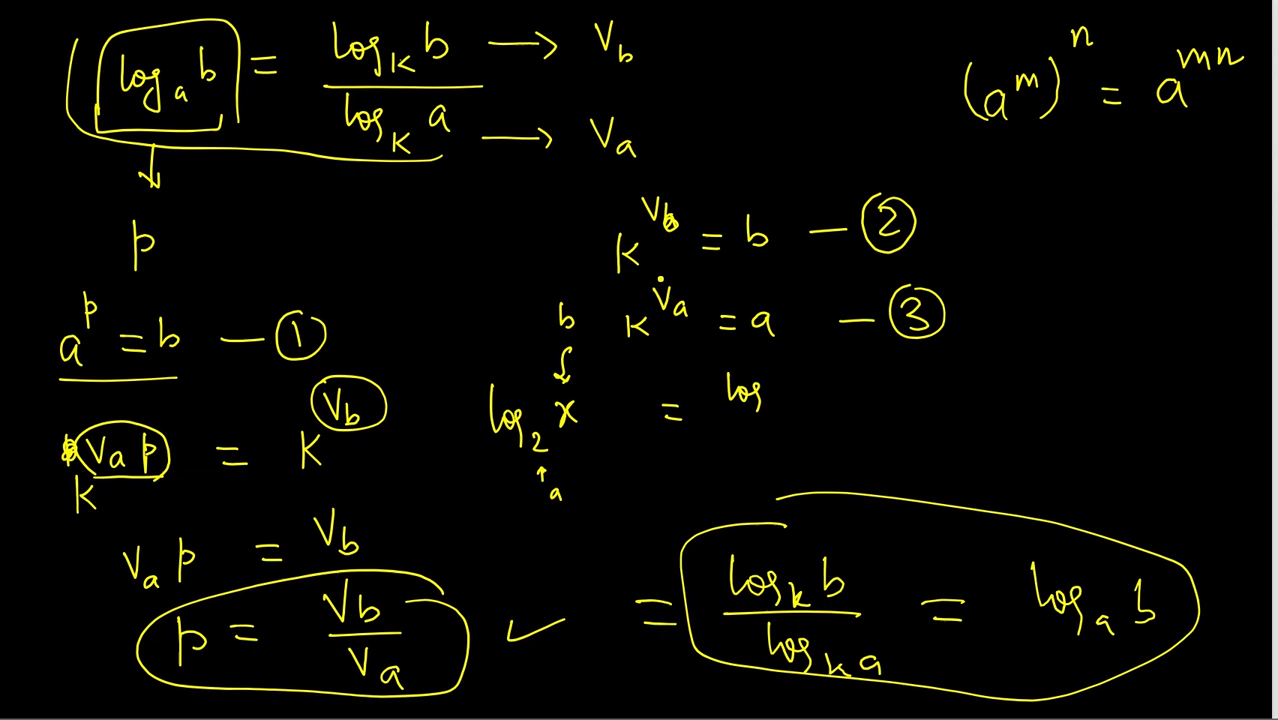 log_a b = log_K b / log_K a → V_b → V_a
(a^m)^n = a^{mn}
p
K^{V_b} = b — ②
a^p = b — ①
K^{V_a} = a — ③
K^{V_a p} = K^{V_b}
b
log_2 x = log
a
V_a p = V_b
p = V_b / V_a ✓ = log_K b / log_K a = log_a b